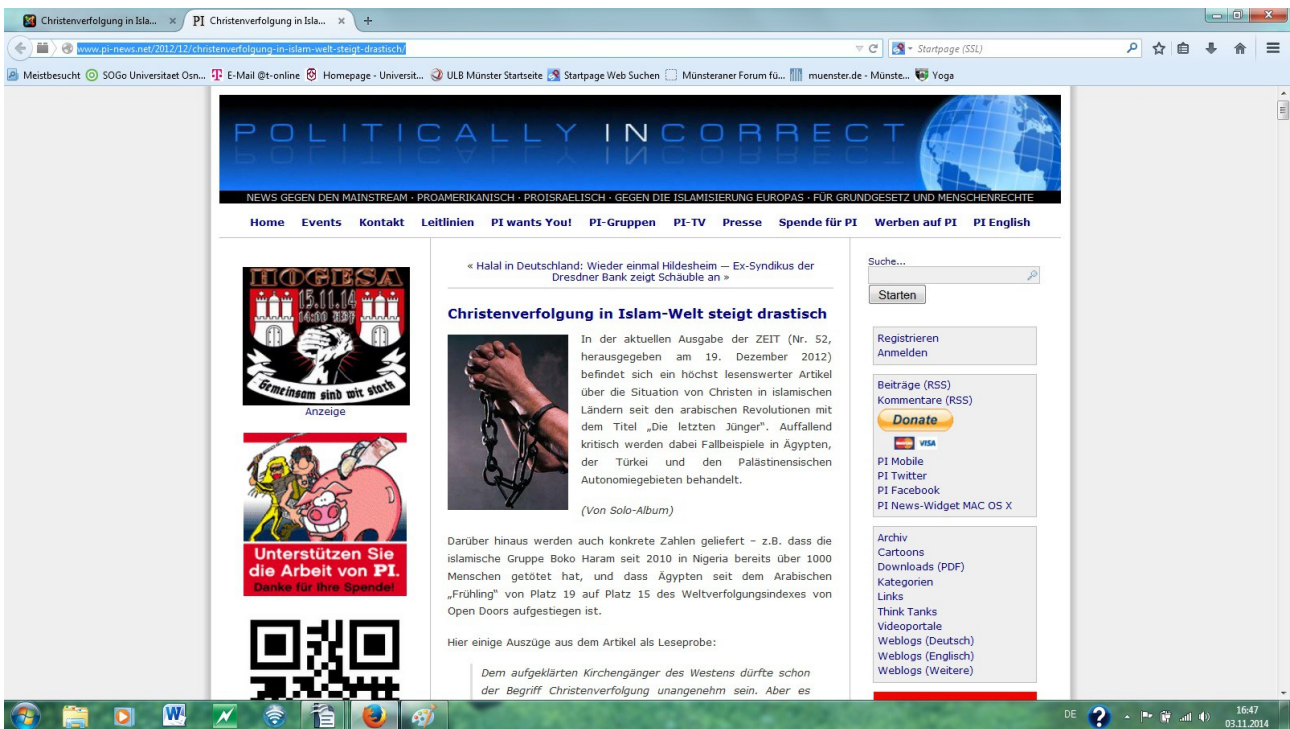 Christenverfolgung in Isla...
PI Christenverfolgung in Isla...
www.pi-news.net/2012/12/christenverfolgung-in-islam-welt-steigt-drastisch/
Startpage (SSL)
Meistbesucht
SOGo Universitaet Osn...
E-Mail @t-online
Homepage - Universit...
ULB Münster Startseite
Startpage Web Suchen
Münsteraner Forum fü...
muenster.de - Münste...
Yoga
POLITICALLY INCORRECT
NEWS GEGEN DEN MAINSTREAM · PROAMERIKANISCH · PROISRAELISCH · GEGEN DIE ISLAMISIERUNG EUROPAS · FÜR GRUNDGESETZ UND MENSCHENRECHTE
Home Events Kontakt Leitlinien PI wants You! PI-Gruppen PI-TV Presse Spende für PI Werben auf PI PI English
HOGESA
15.11.14
14:00
Gemeinsam sind wir stark
Anzeige
Unterstützen Sie
die Arbeit von PI.
Danke für Ihre Spende!
« Halal in Deutschland: Wieder einmal Hildesheim — Ex-Syndikus der
Dresdner Bank zeigt Schäuble an »
Christenverfolgung in Islam-Welt steigt drastisch
In der aktuellen Ausgabe der ZEIT (Nr. 52,
herausgegeben am 19. Dezember 2012)
befindet sich ein höchst lesenswerter Artikel
über die Situation von Christen in islamischen
Ländern seit den arabischen Revolutionen mit
dem Titel „Die letzten Jünger“. Auffallend
kritisch werden dabei Fallbeispiele in Ägypten,
der Türkei und den Palästinensischen
Autonomiegebieten behandelt.
(Von Solo-Album)
Darüber hinaus werden auch konkrete Zahlen geliefert – z.B. dass die
islamische Gruppe Boko Haram seit 2010 in Nigeria bereits über 1000
Menschen getötet hat, und dass Ägypten seit dem Arabischen
„Frühling“ von Platz 19 auf Platz 15 des Weltverfolgungsindexes von
Open Doors aufgestiegen ist.
Hier einige Auszüge aus dem Artikel als Leseprobe:
Dem aufgeklärten Kirchengänger des Westens dürfte schon
der Begriff Christenverfolgung unangenehm sein. Aber es
Suche...
Starten
Registrieren
Anmelden
Beiträge (RSS)
Kommentare (RSS)
Donate
VISA
PI Mobile
PI Twitter
PI Facebook
PI News-Widget MAC OS X
Archiv
Cartoons
Downloads (PDF)
Kategorien
Links
Think Tanks
Videoportale
Weblogs (Deutsch)
Weblogs (Englisch)
Weblogs (Weitere)
DE
16:47
03.11.2014